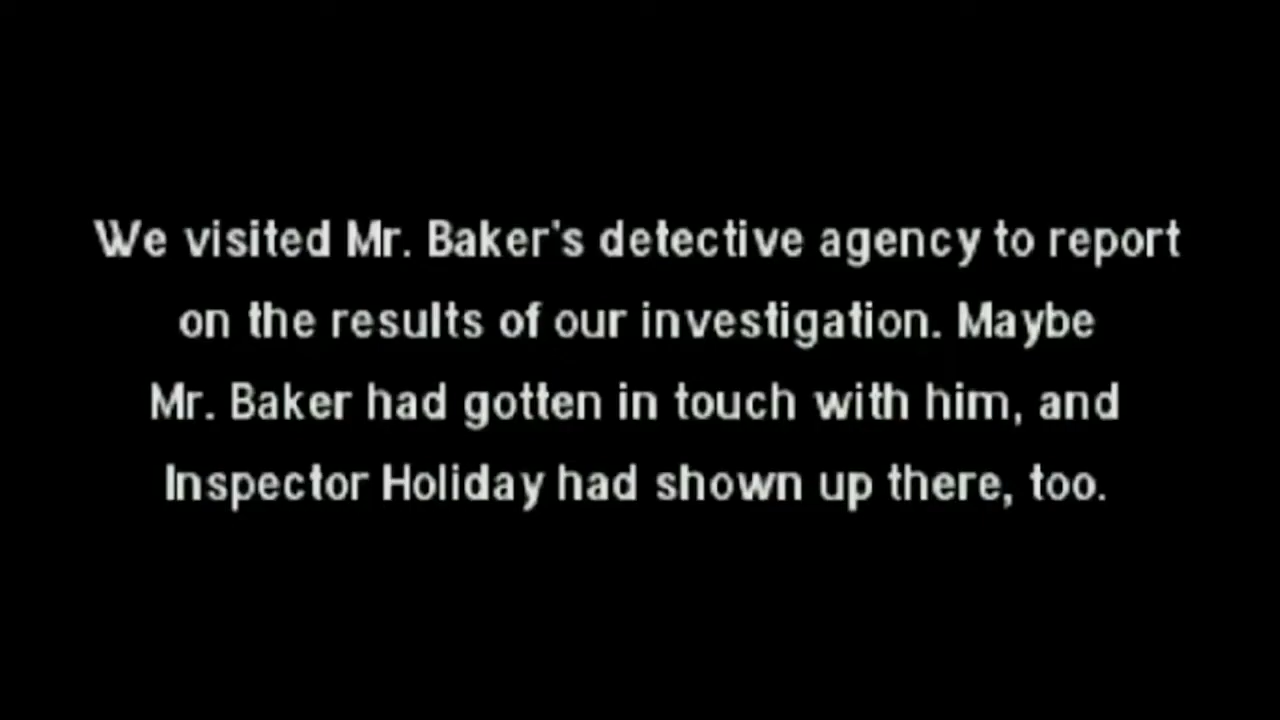 We visited Mr. Baker's detective agency to report
on the results of our investigation. Maybe
Mr. Baker had gotten in touch with him, and
Inspector Holiday had shown up there, too.